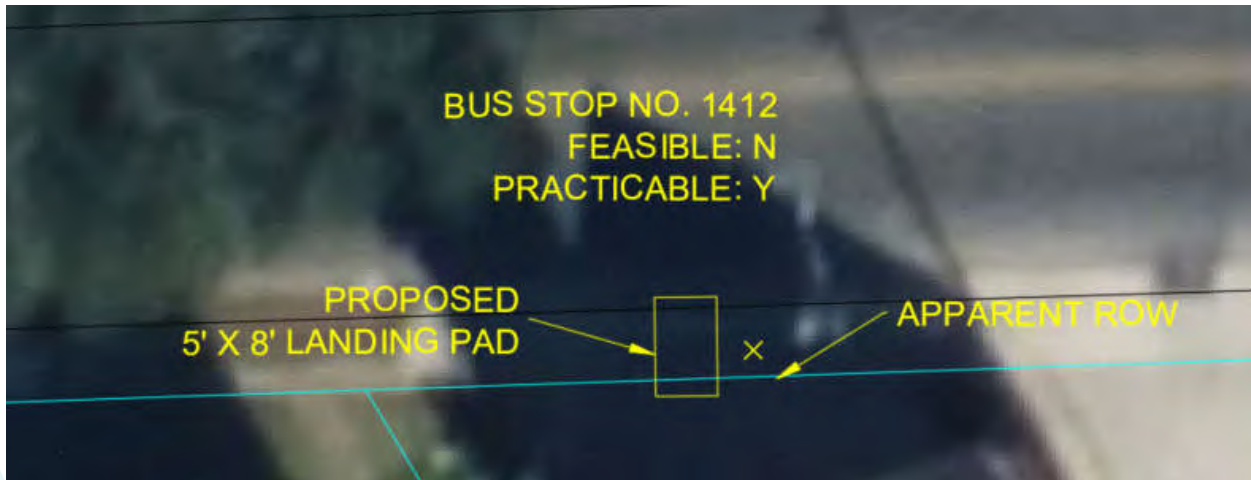 BUS STOP NO. 1412
FEASIBLE: N
PRACTICABLE: Y
PROPOSED
5' X 8' LANDING PAD
APPARENT ROW